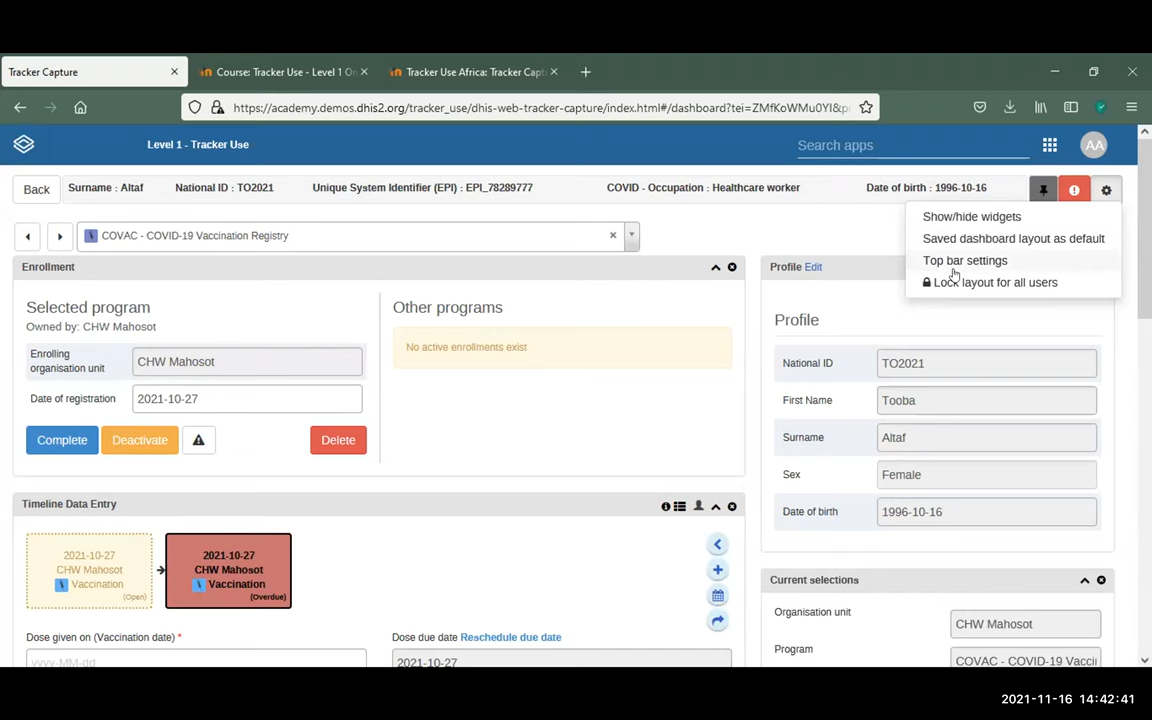 Tracker Capture
Course: Tracker Use - Level 1 On
Tracker Use Africa: Tracker Capt
https://academy.demos.dhis2.org/tracker_use/dhis-web-tracker-capture/index.html#/dashboard?tei=ZMfKoWMu0YI&p
Level 1 - Tracker Use
Search apps
AA
Back
Surname : Altaf
National ID : TO2021
Unique System Identifier (EPI) : EPI_78289777
COVID - Occupation : Healthcare worker
Date of birth : 1996-10-16
Show/hide widgets
Saved dashboard layout as default
Top bar settings
Lock layout for all users
COVAC - COVID-19 Vaccination Registry
Enrollment
Profile Edit
Selected program
Owned by: CHW Mahosot
Other programs
No active enrollments exist
Enrolling
organisation unit
CHW Mahosot
Date of registration
2021-10-27
Complete
Deactivate
Delete
Profile
National ID
TO2021
First Name
Tooba
Surname
Altaf
Sex
Female
Date of birth
1996-10-16
Timeline Data Entry
2021-10-27
CHW Mahosot
Vaccination
(Open)
2021-10-27
CHW Mahosot
Vaccination
(Overdue)
Dose given on (Vaccination date) *
yyyy-MM-dd
Dose due date Reschedule due date
2021-10-27
Current selections
Organisation unit
CHW Mahosot
Program
COVAC - COVID-19 Vacci
2021-11-16 14:42:41